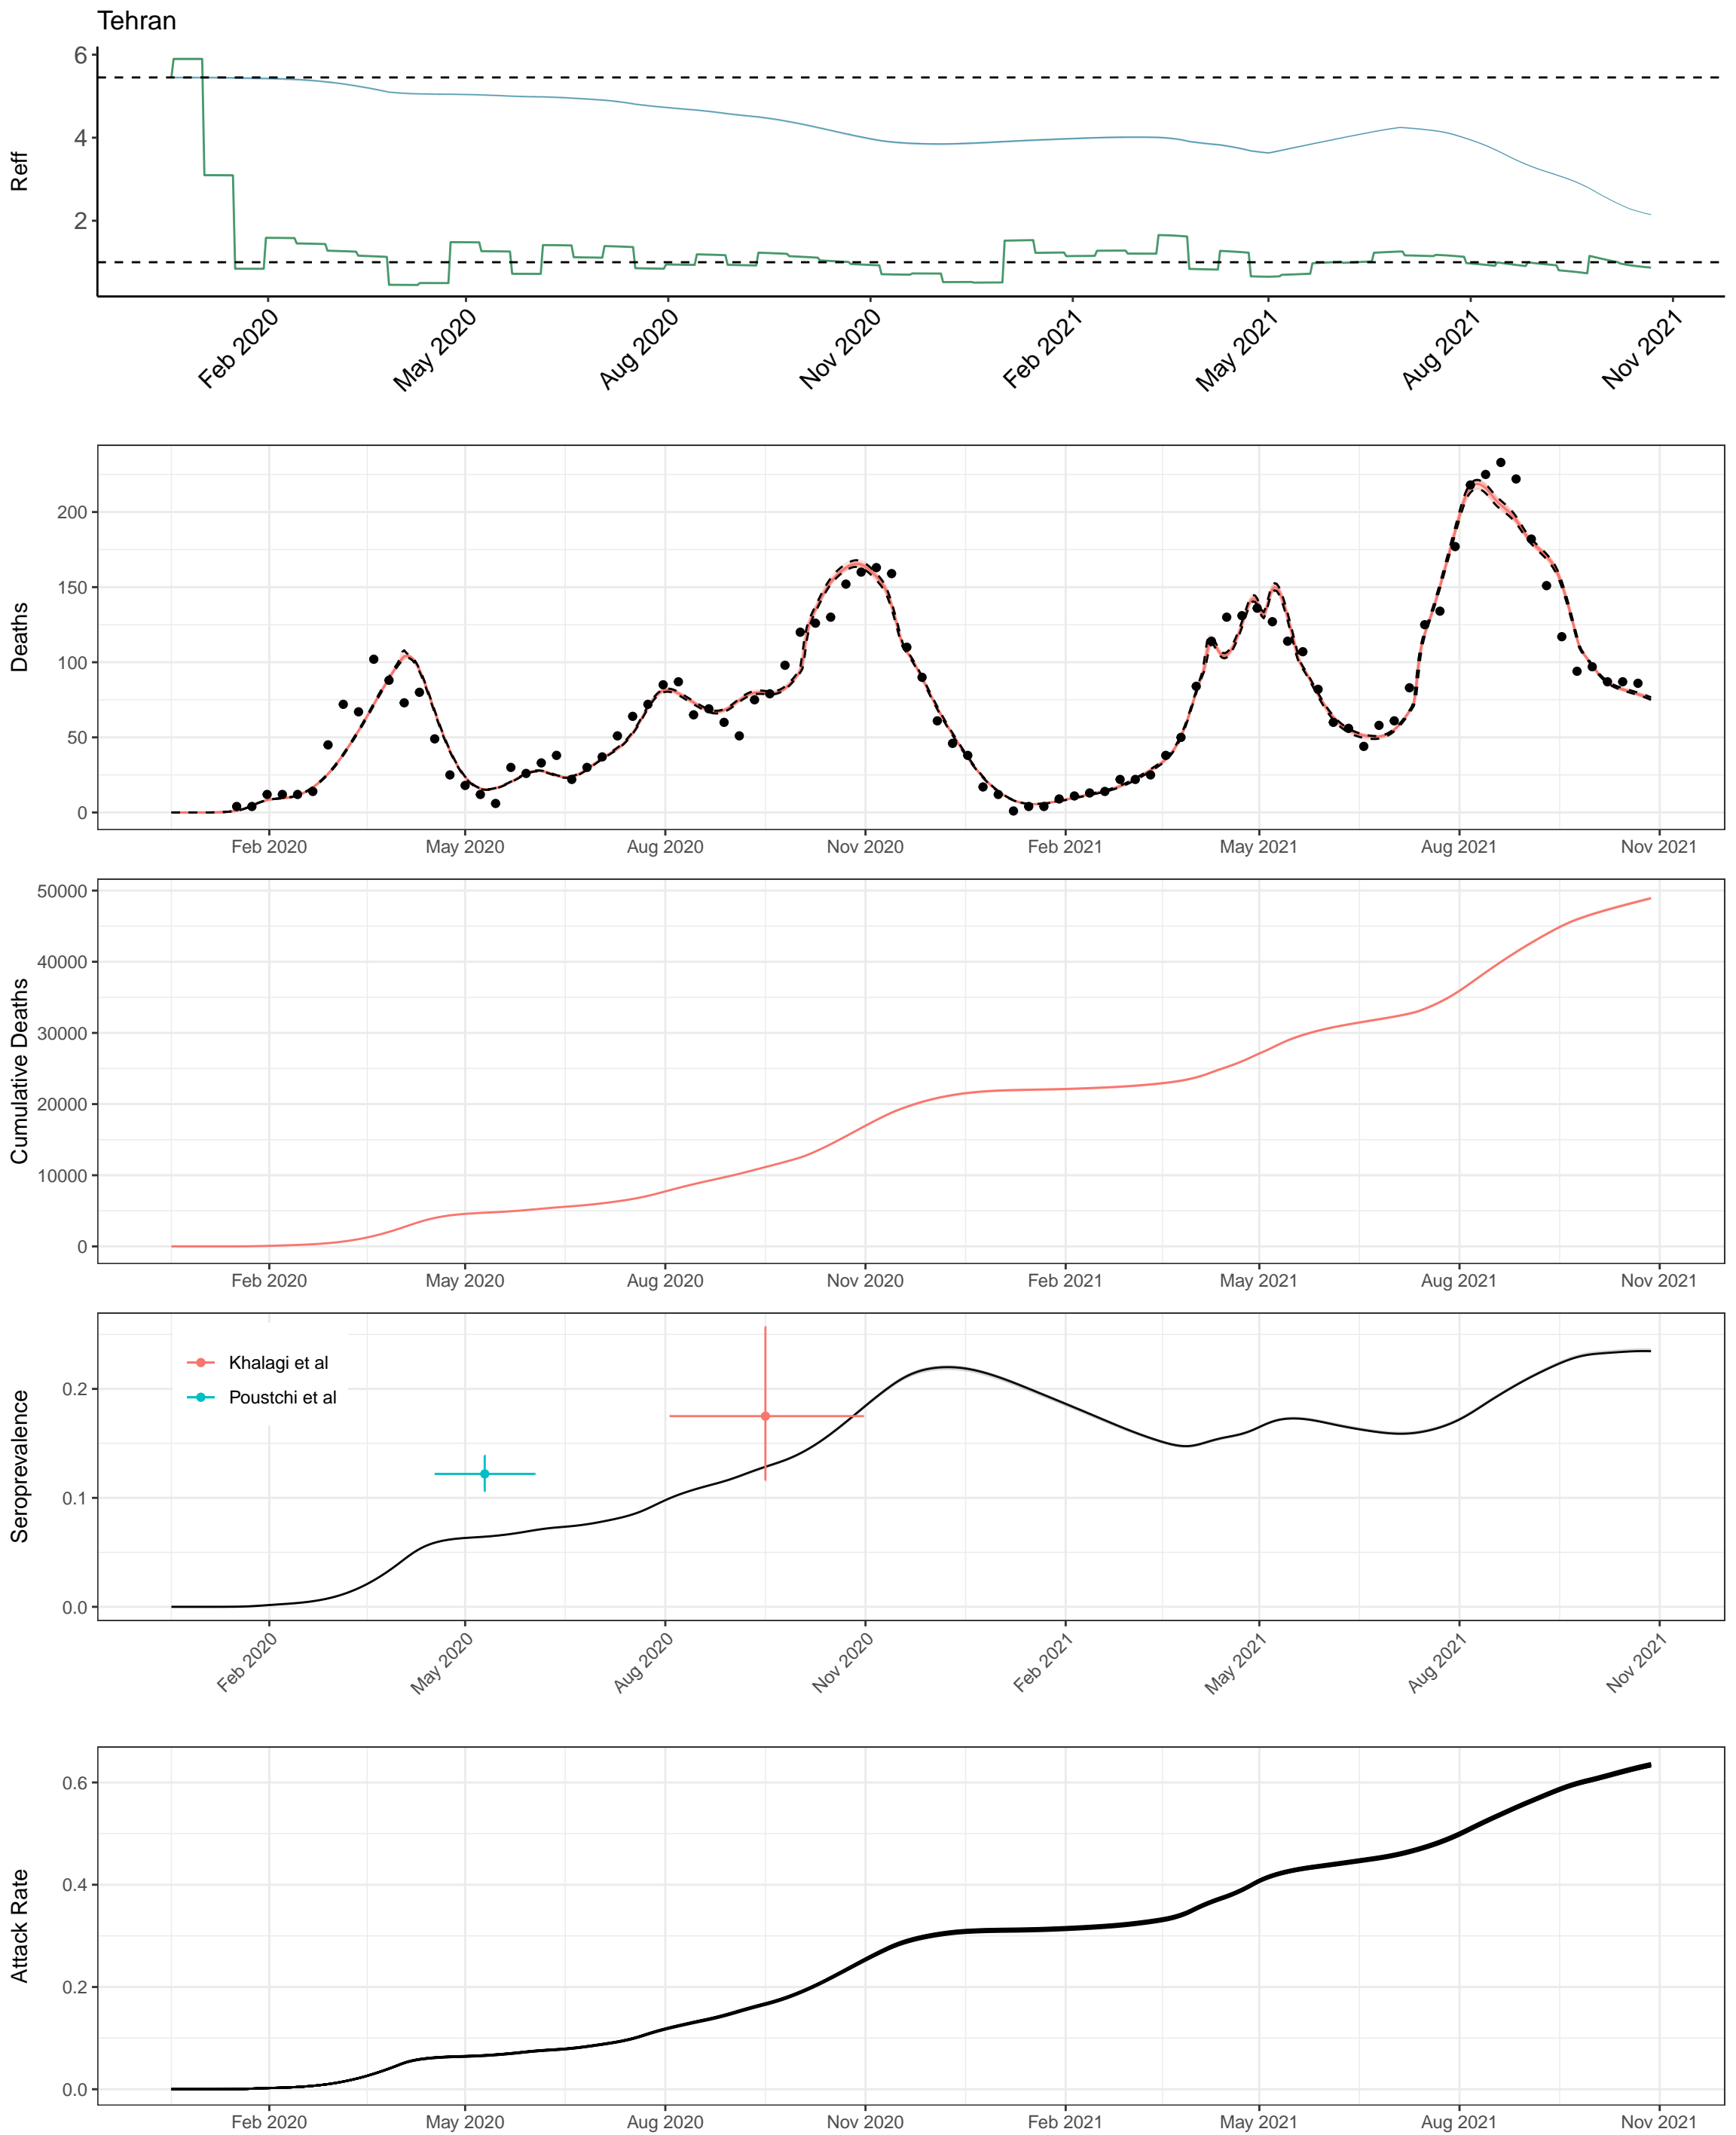 Tehran
Reff
6
4
2
Feb 2020
May 2020
Aug 2020
Nov 2020
Feb 2021
May 2021
Aug 2021
Nov 2021
Deaths
200
150
100
50
0
Feb 2020
May 2020
Aug 2020
Nov 2020
Feb 2021
May 2021
Aug 2021
Nov 2021
Cumulative Deaths
50000
40000
30000
20000
10000
0
Feb 2020
May 2020
Aug 2020
Nov 2020
Feb 2021
May 2021
Aug 2021
Nov 2021
Seroprevalence
0.2
0.1
0.0
Khalagi et al
Poustchi et al
Feb 2020
May 2020
Aug 2020
Nov 2020
Feb 2021
May 2021
Aug 2021
Nov 2021
Attack Rate
0.6
0.4
0.2
0.0
Feb 2020
May 2020
Aug 2020
Nov 2020
Feb 2021
May 2021
Aug 2021
Nov 2021